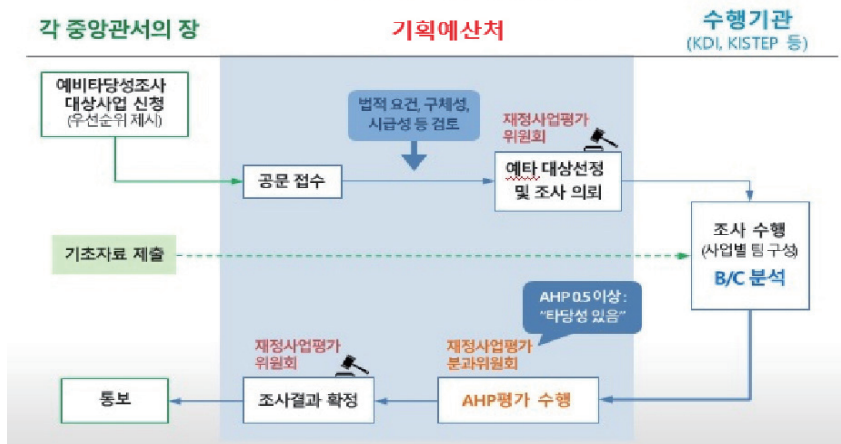 각 중앙관서의 장
기획예산처
수행기관
(KDI, KISTEP 등)
예비타당성조사
대상사업 신청
(우선순위 제시)
법적 요건, 구체성,
시급성 등 검토
재정사업평가
위원회
공문 접수
예타 대상선정
및 조사 의뢰
조사 수행
(사업별 팀 구성)
B/C 분석
기초자료 제출
AHP 0.5 이상 :
“타당성 있음”
재정사업평가
위원회
재정사업평가
분과위원회
통보
조사결과 확정
AHP평가 수행